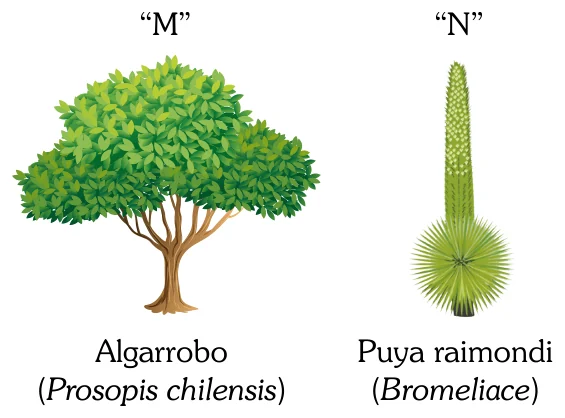 “M”
“N”
Algarrobo
(Prosopis chilensis)
Puya raimondi
(Bromeliace)